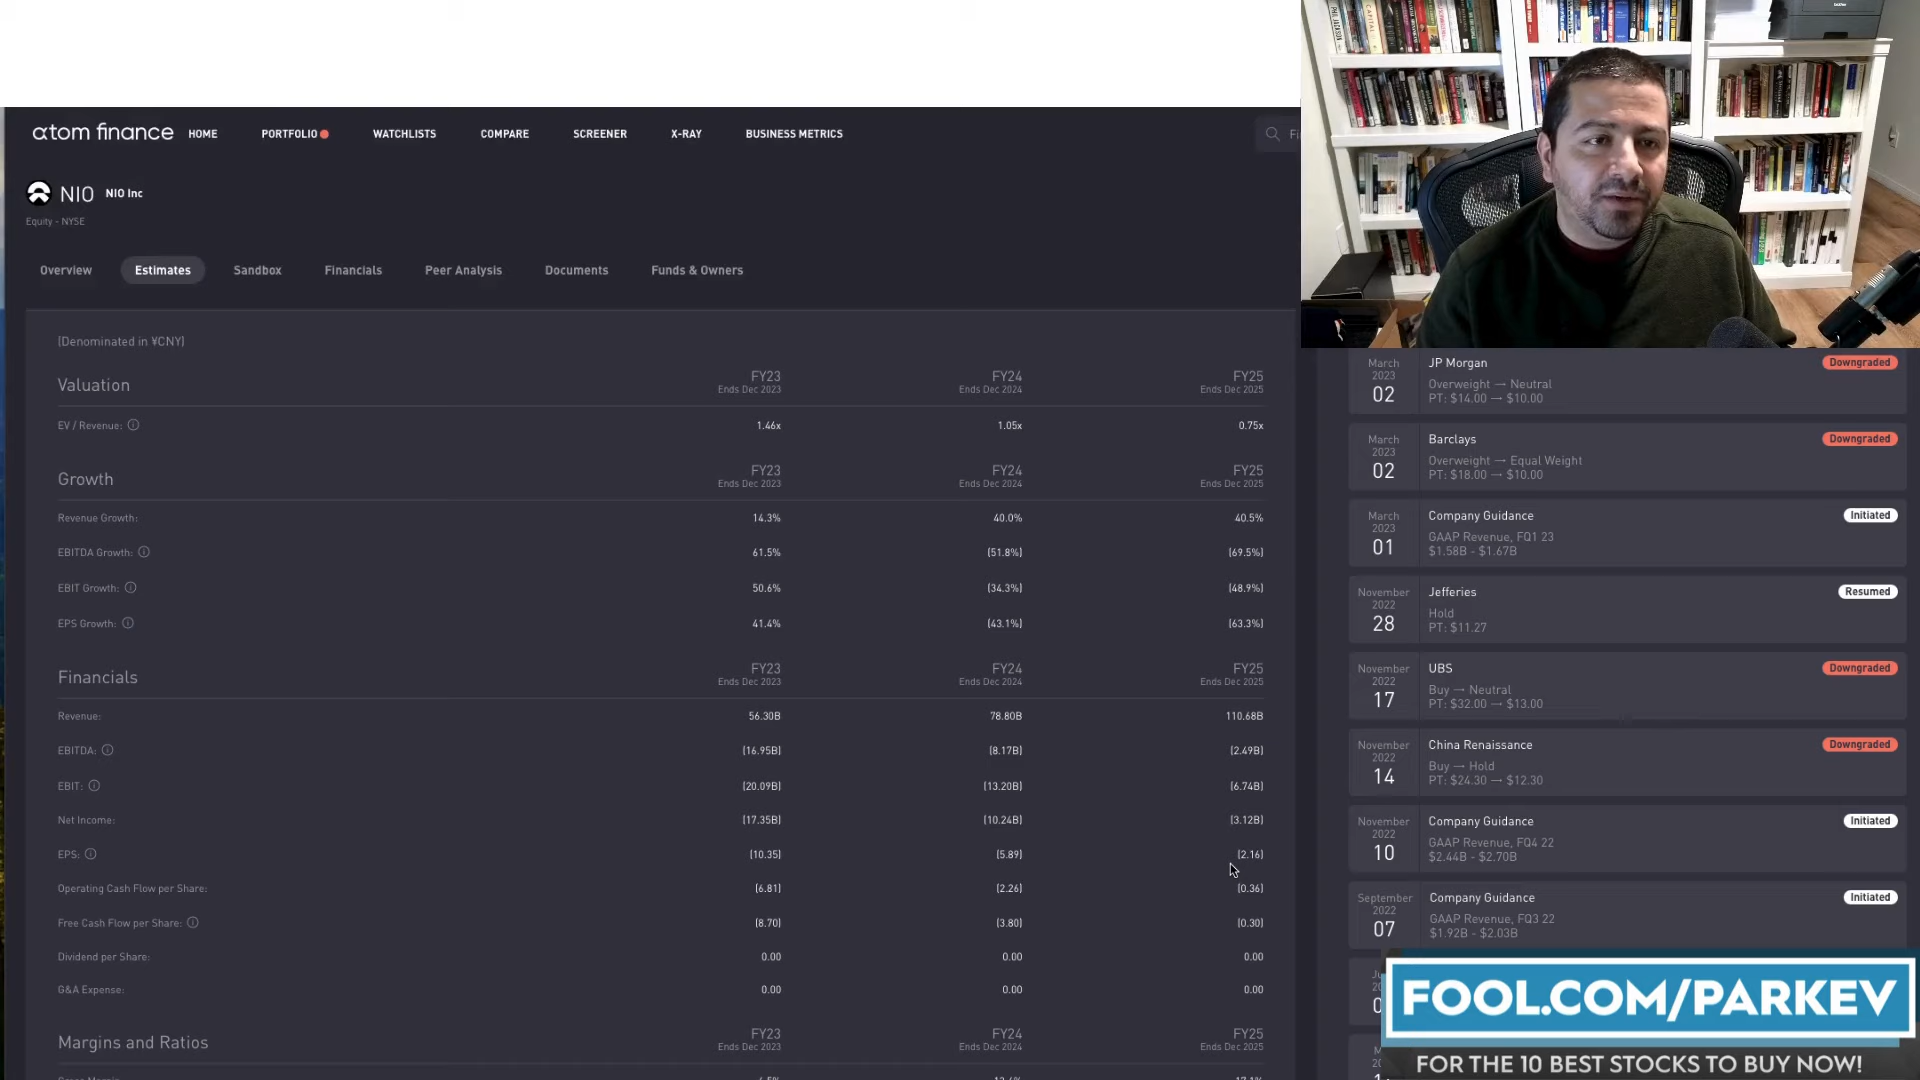 atom finance HOME PORTFOLIO WATCHLISTS COMPARE SCREENER X-RAY BUSINESS METRICS
NIO NIO Inc
Equity - NYSE
Overview Estimates Sandbox Financials Peer Analysis Documents Funds & Owners
(Denominated in ¥CNY)
Valuation FY23 FY24 FY25
Ends Dec 2023 Ends Dec 2024 Ends Dec 2025
EV / Revenue: 1.46x 1.05x 0.75x
Growth FY23 FY24 FY25
Ends Dec 2023 Ends Dec 2024 Ends Dec 2025
Revenue Growth: 14.3% 40.0% 40.5%
EBITDA Growth: 61.5% (51.8%) (69.5%)
EBIT Growth: 50.6% (34.3%) (48.9%)
EPS Growth: 41.4% (43.1%) (63.3%)
Financials FY23 FY24 FY25
Ends Dec 2023 Ends Dec 2024 Ends Dec 2025
Revenue: 56.30B 78.80B 110.68B
EBITDA: (16.95B) (8.17B) (2.49B)
EBIT: (20.09B) (13.20B) (6.74B)
Net Income: (17.35B) (10.24B) (3.12B)
EPS: (10.35) (5.89) (2.16)
Operating Cash Flow per Share: (6.81) (2.26) (0.36)
Free Cash Flow per Share: (8.70) (3.80) (0.30)
Dividend per Share: 0.00 0.00 0.00
G&A Expense: 0.00 0.00 0.00
Margins and Ratios FY23 FY24 FY25
Ends Dec 2023 Ends Dec 2024 Ends Dec 2025
March 2023 02 JP Morgan Downgraded
Overweight → Neutral
PT: $14.00 → $10.00
March 2023 02 Barclays Downgraded
Overweight → Equal Weight
PT: $18.00 → $10.00
March 2023 01 Company Guidance Initiated
GAAP Revenue, FQ1 23
$1.58B - $1.67B
November 2022 28 Jefferies Resumed
Hold
PT: $11.27
November 2022 17 UBS Downgraded
Buy → Neutral
PT: $32.00 → $13.00
November 2022 14 China Renaissance Downgraded
Buy → Hold
PT: $24.30 → $12.30
November 2022 10 Company Guidance Initiated
GAAP Revenue, FQ4 22
$2.44B - $2.70B
September 2022 07 Company Guidance Initiated
GAAP Revenue, FQ3 22
$1.92B - $2.03B
FOOL.COM/PARKEV
FOR THE 10 BEST STOCKS TO BUY NOW!